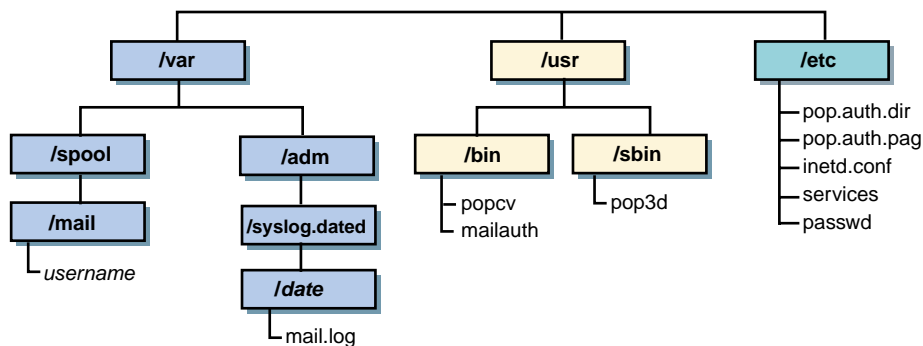 /var
/usr
/etc
/spool
/adm
/bin
/sbin
pop.auth.dir
pop.auth.pag
inetd.conf
services
passwd
/mail
/syslog.dated
popcv
mailauth
pop3d
username
/date
mail.log